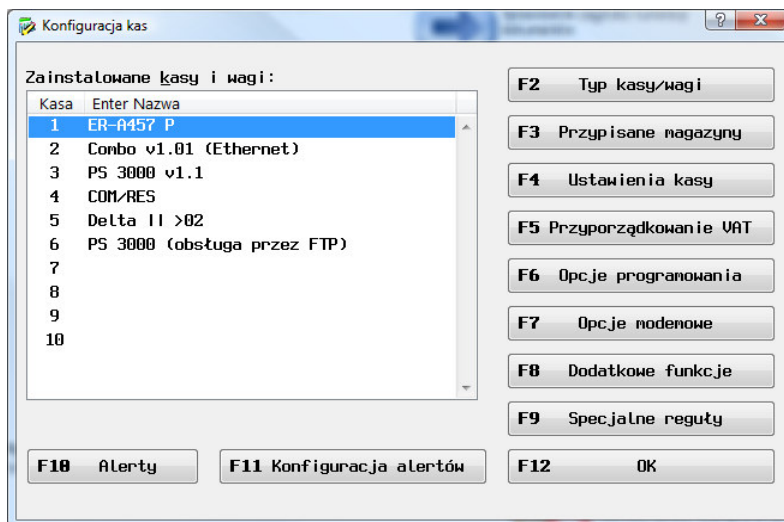 Konfiguracja kas
Zainstalowane kasy i wagi:
Kasa Enter Nazwa
1 ER-A457 P
2 Combo v1.01 (Ethernet)
3 PS 3000 v1.1
4 COM/RES
5 Delta II >02
6 PS 3000 (obsługa przez FTP)
7
8
9
10
F2 Typ kasy/wagi
F3 Przypisane magazyny
F4 Ustawienia kasy
F5 Przyporządkowanie VAT
F6 Opcje programowania
F7 Opcje modemowe
F8 Dodatkowe funkcje
F9 Specjalne reguły
F10 Alerty
F11 Konfiguracja alertów
F12 OK